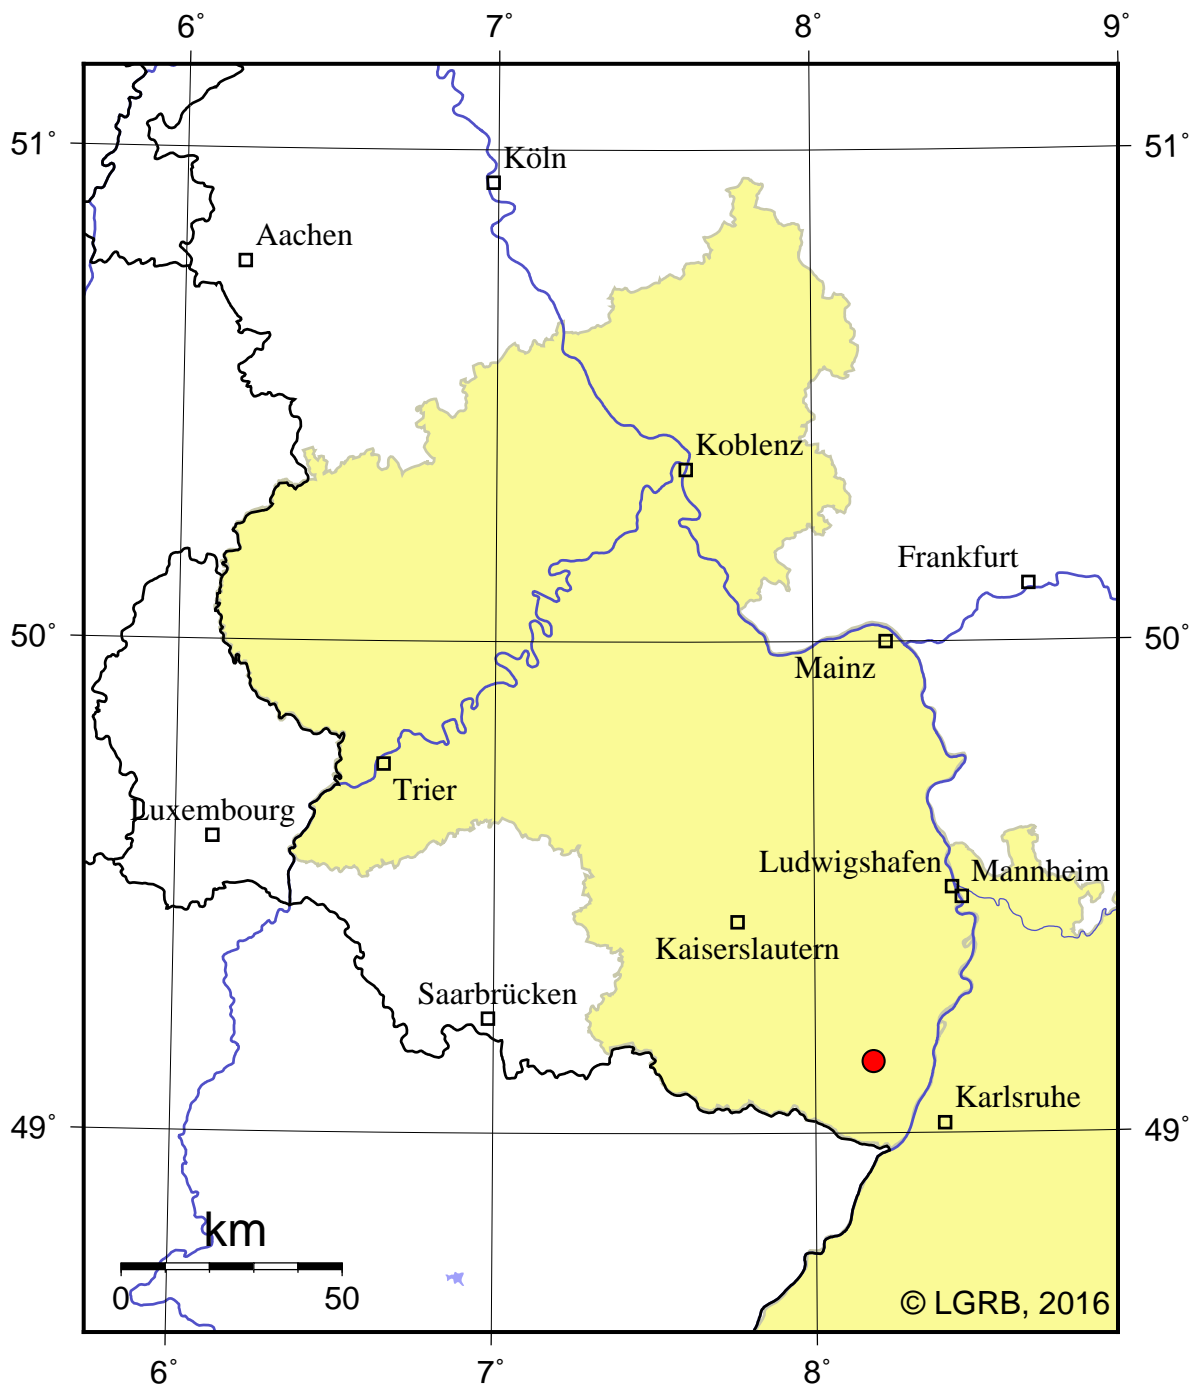 6° 7° 8° 9°
51° 51°
Köln
Aachen
Koblenz
Frankfurt
50° 50°
Mainz
Trier
Luxembourg
Ludwigshafen Mannheim
Kaiserslautern
Saarbrücken
Karlsruhe
49° 49°
km
0 50
© LGRB, 2016
6° 7° 8°